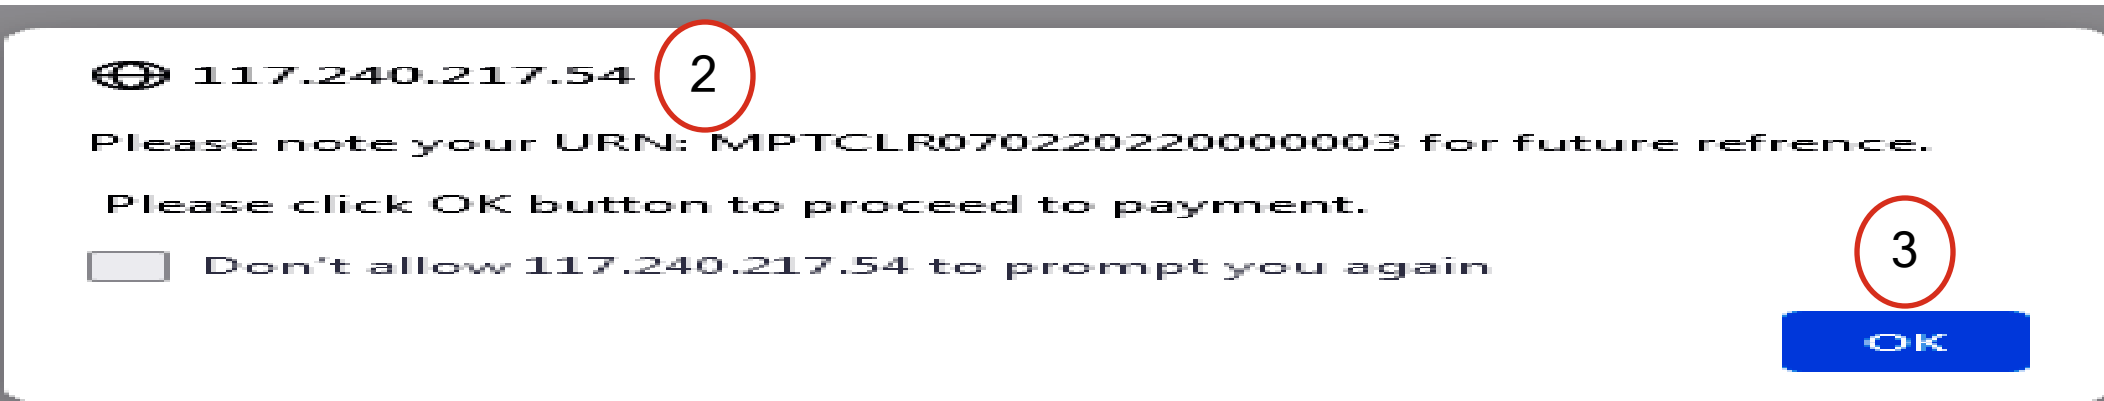 117.240.217.54 2
Please note your URN: MPTCLR0702202200000003 for future refrence.
Please click OK button to proceed to payment.
Don't allow 117.240.217.54 to prompt you again
3
OK